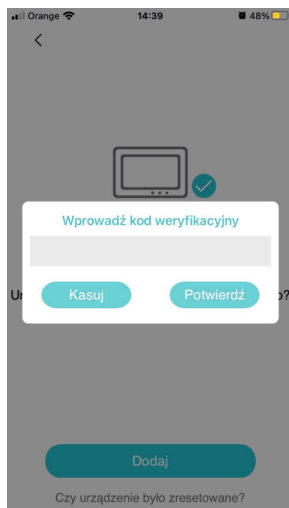 Orange 14:39 48%
Wprowadź kod weryfikacyjny
Kasuj Potwierdź
Dodaj
Czy urządzenie było zresetowane?